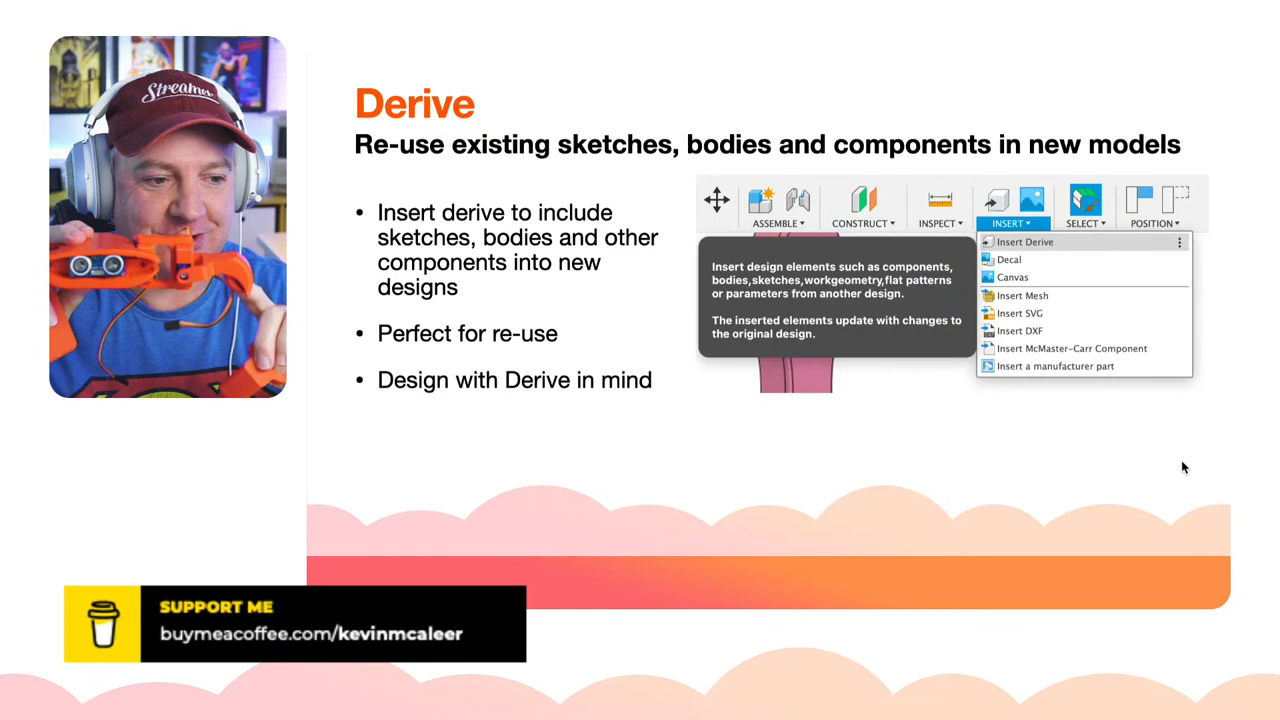 Streamer
Derive
Re-use existing sketches, bodies and components in new models
• Insert derive to include
sketches, bodies and other
components into new
designs
• Perfect for re-use
• Design with Derive in mind
ASSEMBLE▾
CONSTRUCT▾
INSPECT▾
INSERT▾
SELECT▾
POSITION▾
Insert design elements such as components,
bodies,sketches,workgeometry,flat patterns
or parameters from another design.
The inserted elements update with changes to
the original design.
Insert Derive
Decal
Canvas
Insert Mesh
Insert SVG
Insert DXF
Insert McMaster-Carr Component
Insert a manufacturer part
SUPPORT ME
buymeacoffee.com/kevinmcaleer